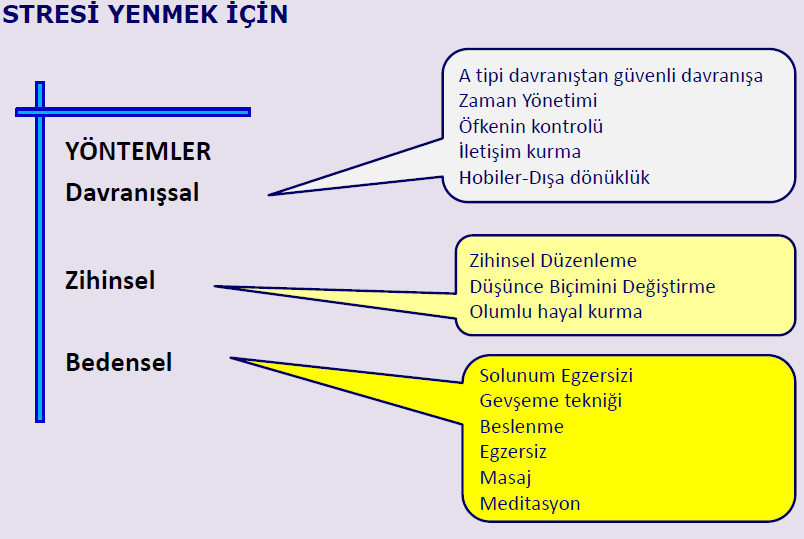 STRESİ YENMEK İÇİN
YÖNTEMLER
Davranışsal
A tipi davranıştan güvenli davranışa
Zaman Yönetimi
Öfkenin kontrolü
İletişim kurma
Hobiler-Dışa dönüklük
Zihinsel
Zihinsel Düzenleme
Düşünce Biçimini Değiştirme
Olumlu hayal kurma
Bedensel
Solunum Egzersizi
Gevşeme tekniği
Beslenme
Egzersiz
Masaj
Meditasyon